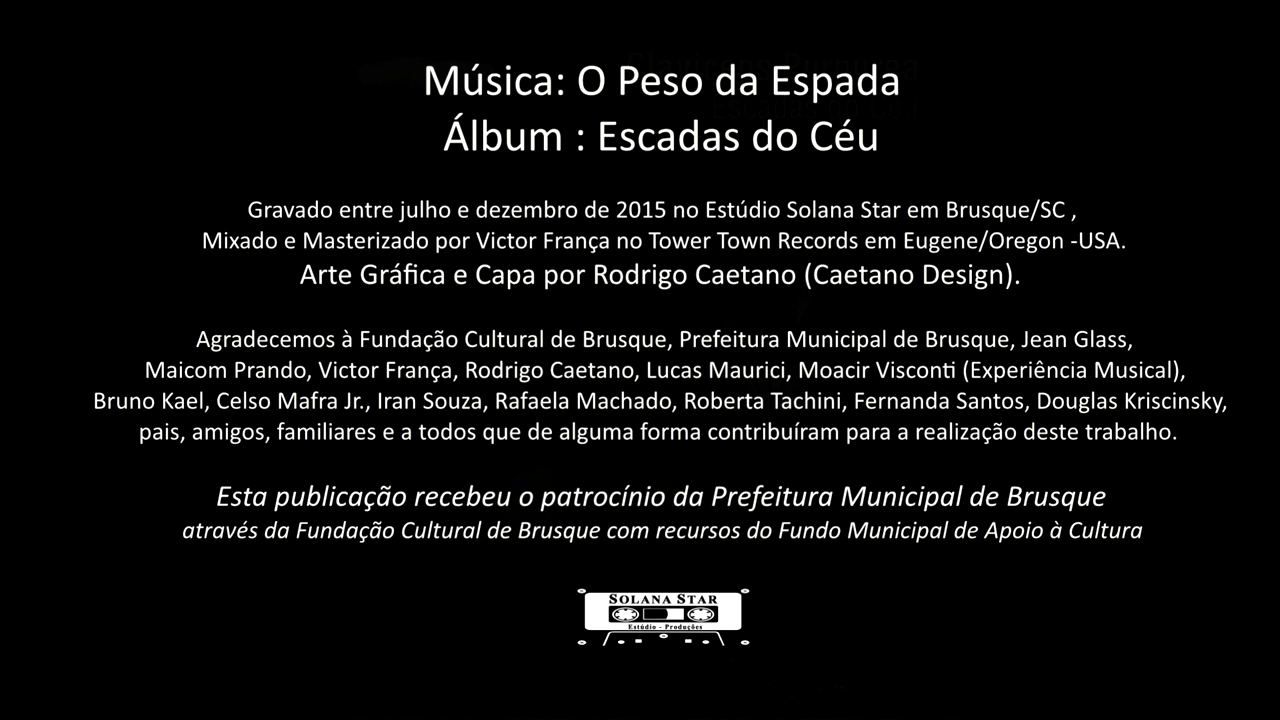 Música: O Peso da Espada
Álbum : Escadas do Céu
Gravado entre julho e dezembro de 2015 no Estúdio Solana Star em Brusque/SC ,
Mixado e Masterizado por Victor França no Tower Town Records em Eugene/Oregon -USA.
Arte Gráfica e Capa por Rodrigo Caetano (Caetano Design).
Agradecemos à Fundação Cultural de Brusque, Prefeitura Municipal de Brusque, Jean Glass,
Maicom Prando, Victor França, Rodrigo Caetano, Lucas Maurici, Moacir Visconti (Experiência Musical),
Bruno Kael, Celso Mafra Jr., Iran Souza, Rafaela Machado, Roberta Tachini, Fernanda Santos, Douglas Kriscinsky,
pais, amigos, familiares e a todos que de alguma forma contribuíram para a realização deste trabalho.
Esta publicação recebeu o patrocínio da Prefeitura Municipal de Brusque
através da Fundação Cultural de Brusque com recursos do Fundo Municipal de Apoio à Cultura
SOLANA STAR
Estúdio - Produções